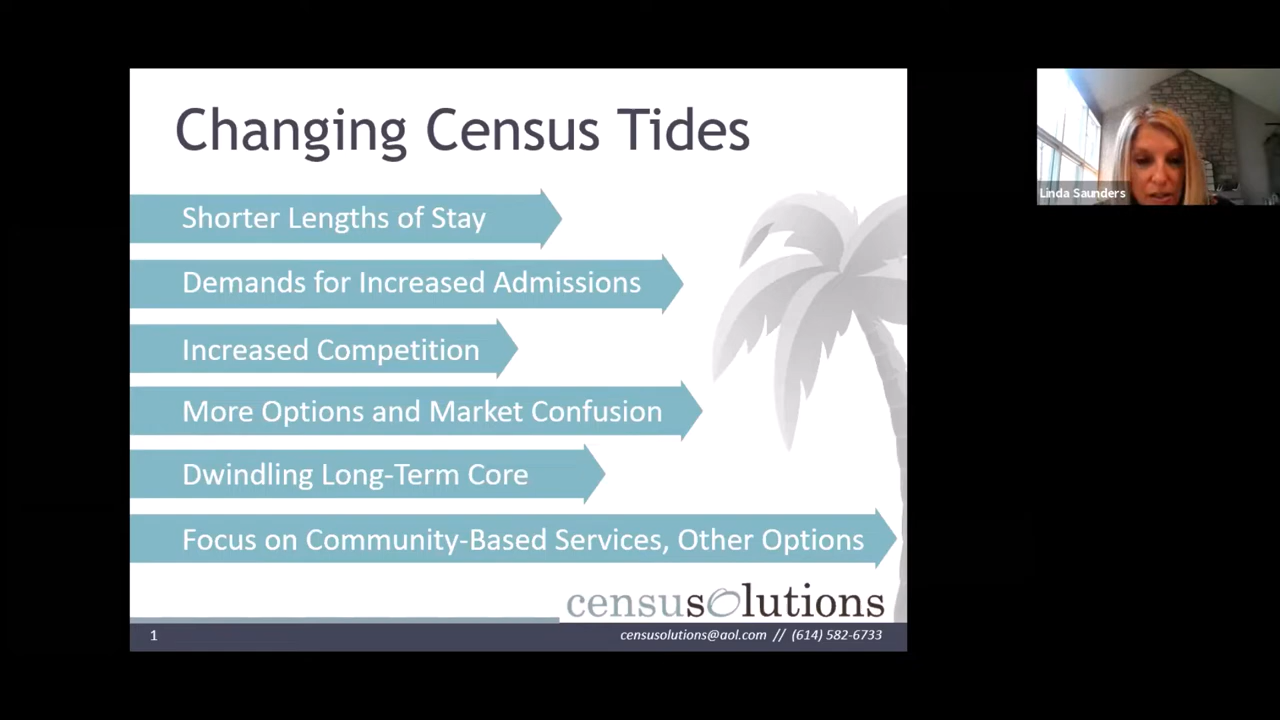 Changing Census Tides
Shorter Lengths of Stay
Demands for Increased Admissions
Increased Competition
More Options and Market Confusion
Dwindling Long-Term Core
Focus on Community-Based Services, Other Options
censusolutions
1
censusolutions@aol.com // (614) 582-6733
Linda Saunders